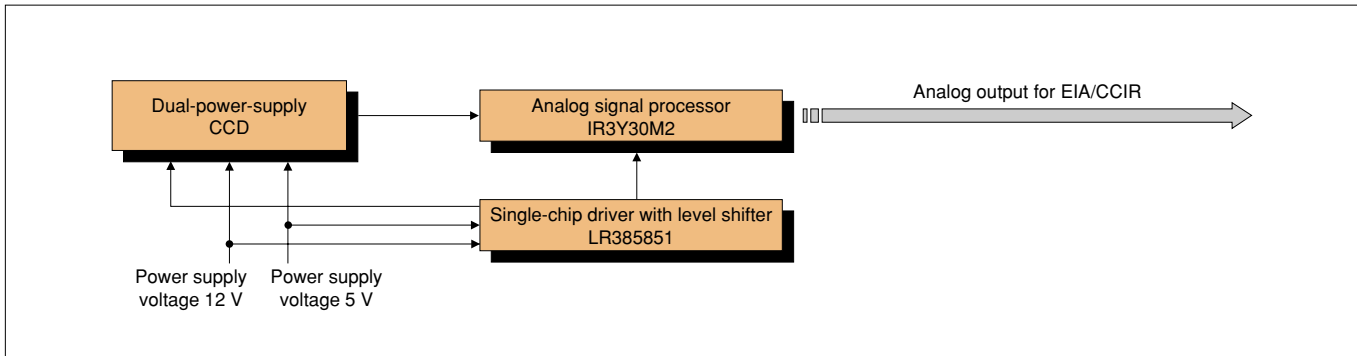 Dual-power-supply
CCD
Analog signal processor
IR3Y30M2
Analog output for EIA/CCIR
Single-chip driver with level shifter
LR385851
Power supply
voltage 12 V
Power supply
voltage 5 V